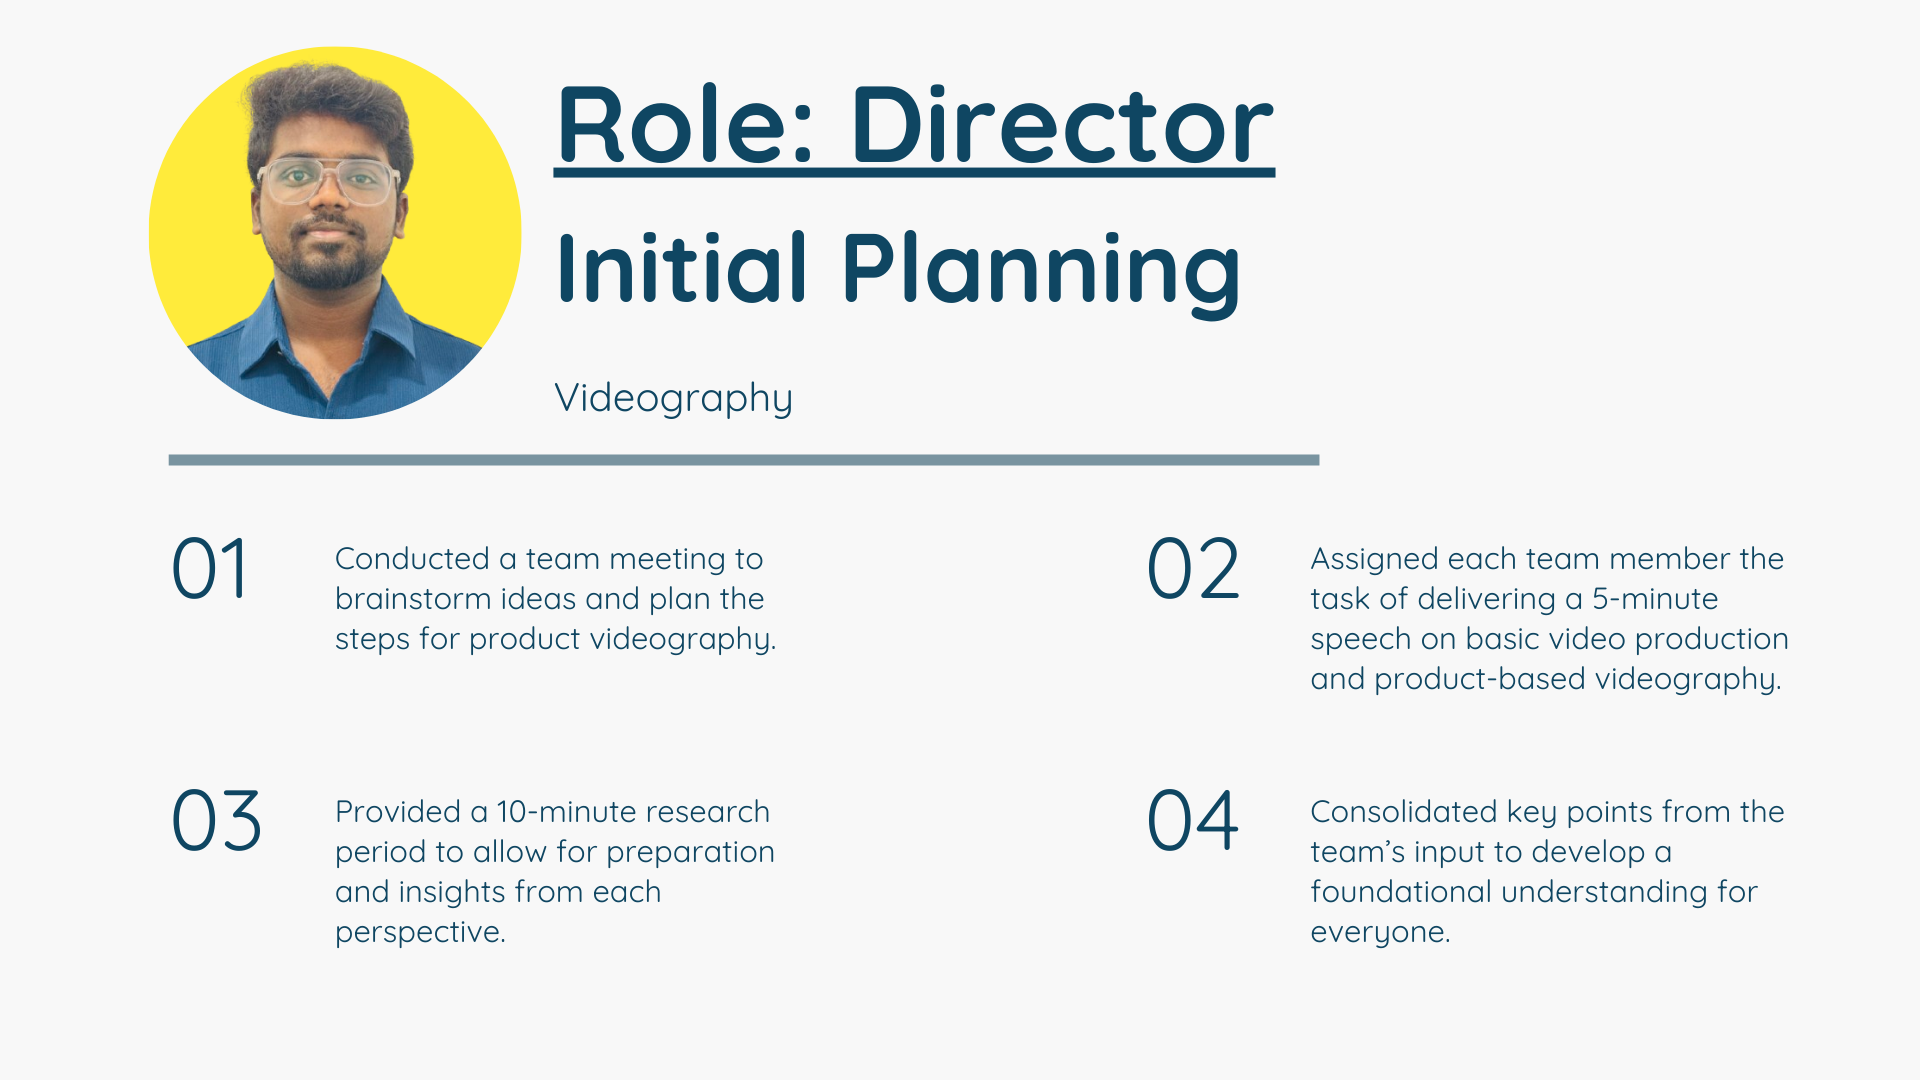 Role: Director
Initial Planning
Videography
01
Conducted a team meeting to
brainstorm ideas and plan the
steps for product videography.
02
Assigned each team member the
task of delivering a 5-minute
speech on basic video production
and product-based videography.
03
Provided a 10-minute research
period to allow for preparation
and insights from each
perspective.
04
Consolidated key points from the
team’s input to develop a
foundational understanding for
everyone.